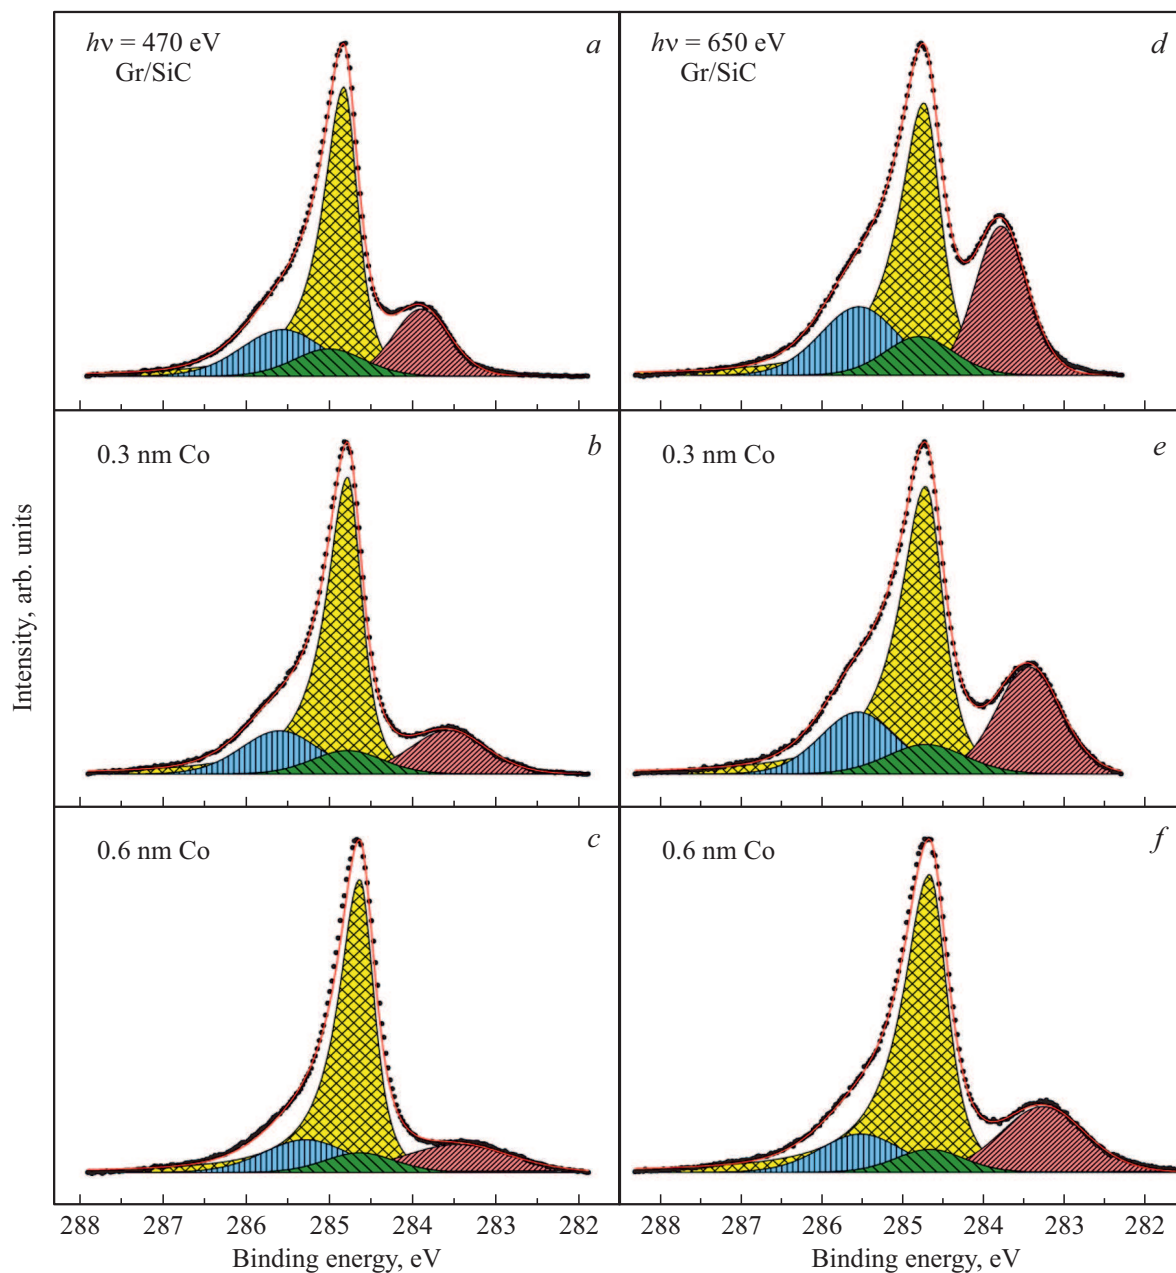 hν = 470 eV
Gr/SiC
a
hν = 650 eV
Gr/SiC
d
0.3 nm Co
b
0.3 nm Co
e
0.6 nm Co
c
0.6 nm Co
f
Intensity, arb. units
288 287 286 285 284 283 282
288 287 286 285 284 283 282
Binding energy, eV
Binding energy, eV